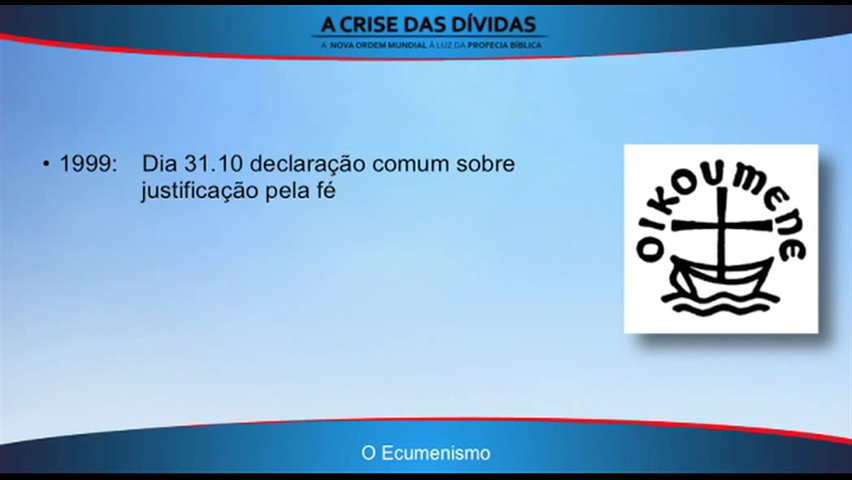 A CRISE DAS DÍVIDAS
A NOVA ORDEM MUNDIAL À LUZ DA PROFECIA BÍBLICA
• 1999: Dia 31.10 declaração comum sobre
justificação pela fé
OIKOUMENE
O Ecumenismo